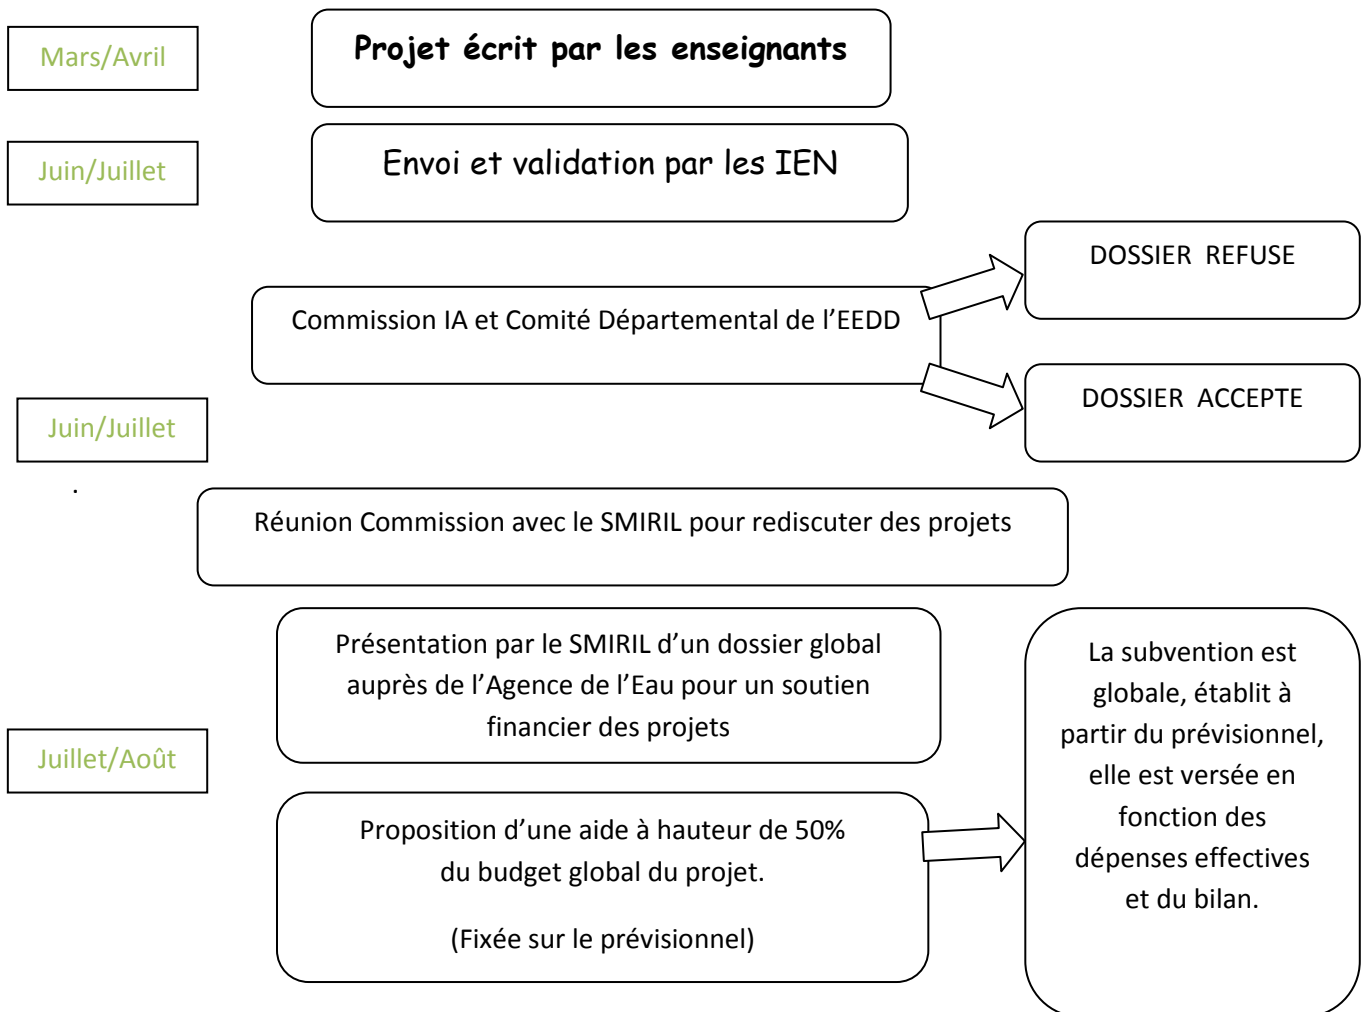 Mars/Avril
Projet écrit par les enseignants
Juin/Juillet
Envoi et validation par les IEN
DOSSIER REFUSE
Commission IA et Comité Départemental de l’EEDD
DOSSIER ACCEPTE
Juin/Juillet
.
Réunion Commission avec le SMIRIL pour rediscuter des projets
Présentation par le SMIRIL d’un dossier global
auprès de l’Agence de l’Eau pour un soutien
financier des projets
Juillet/Août
Proposition d’une aide à hauteur de 50%
du budget global du projet.
(Fixée sur le prévisionnel)
La subvention est
globale, établit à
partir du prévisionnel,
elle est versée en
fonction des
dépenses effectives
et du bilan.